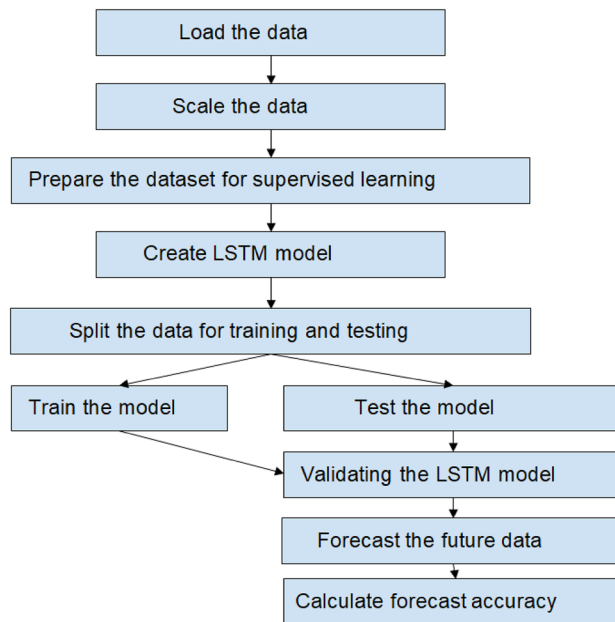 Load the data
Scale the data
Prepare the dataset for supervised learning
Create LSTM model
Split the data for training and testing
Train the model
Test the model
Validating the LSTM model
Forecast the future data
Calculate forecast accuracy